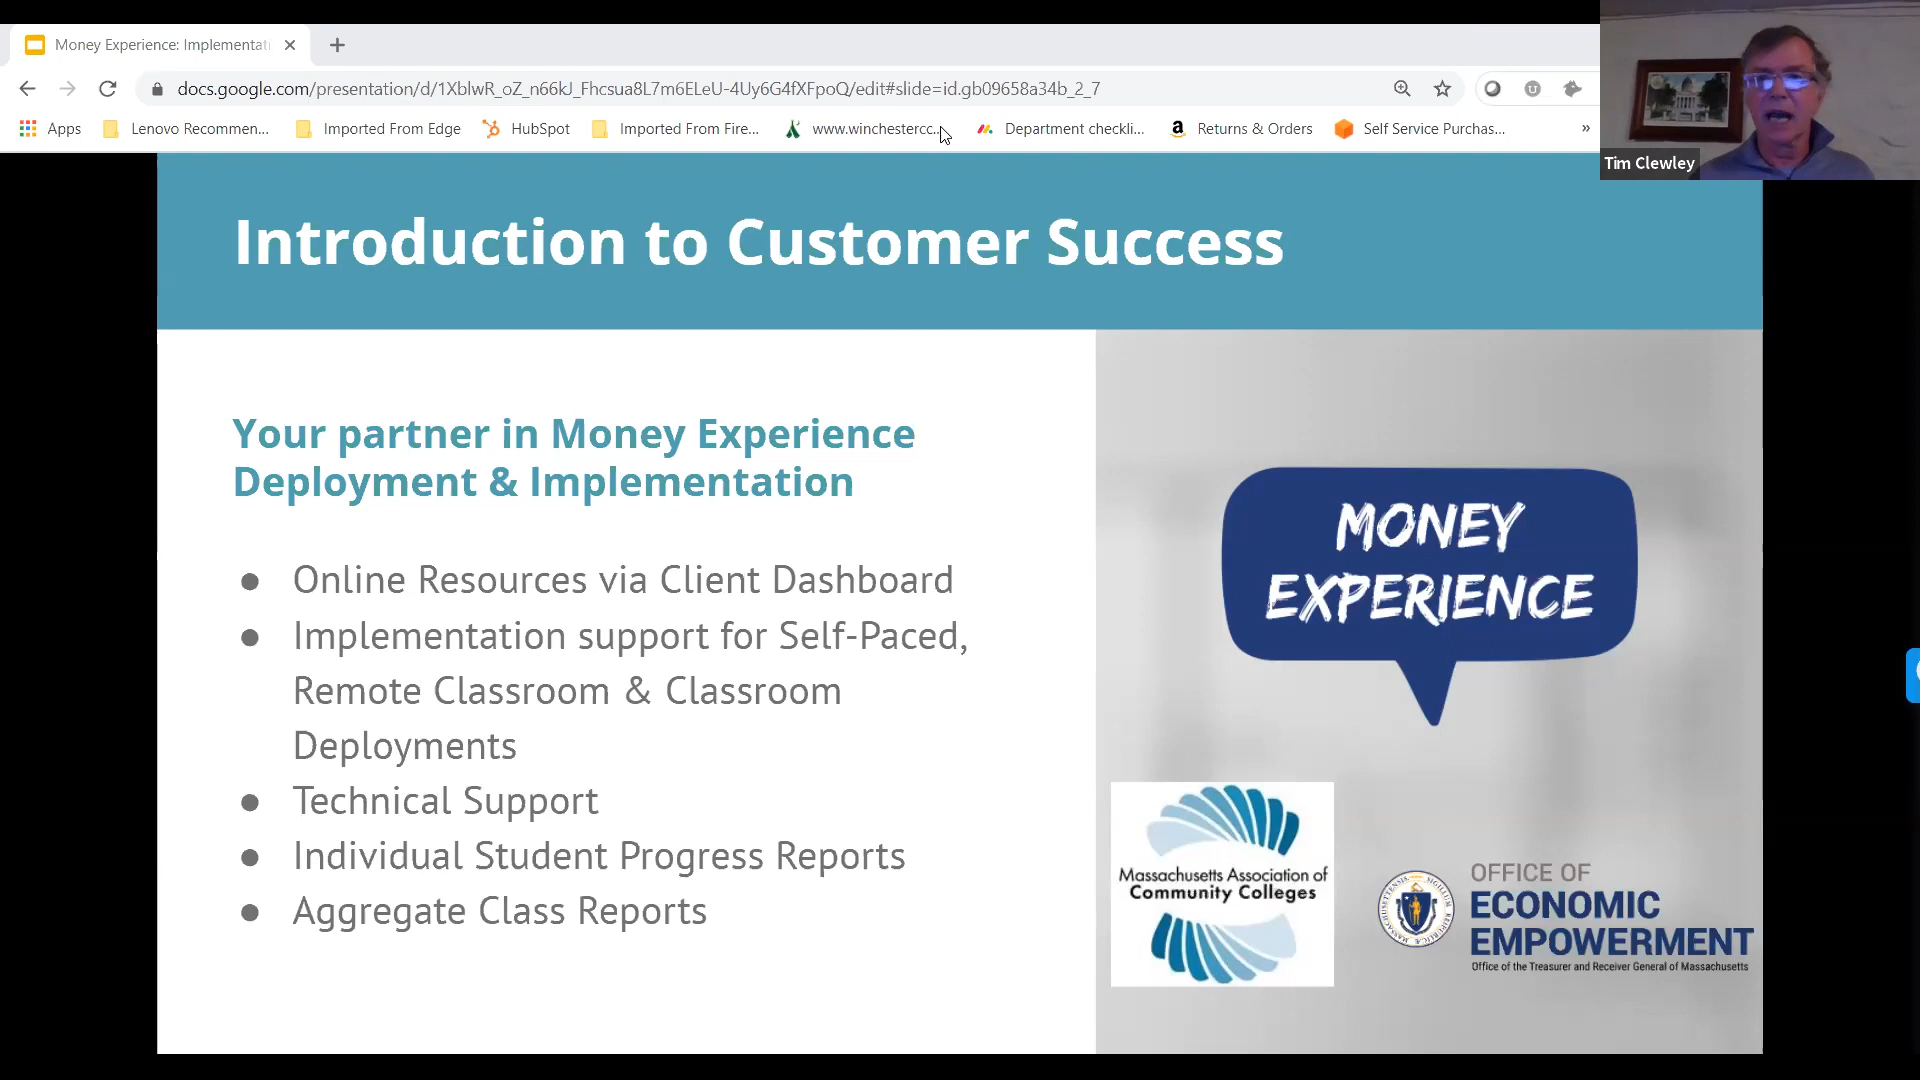 Money Experience: Implementati
docs.google.com/presentation/d/1XblwR_oZ_n66kJ_Fhcsua8L7m6ELeU-4Uy6G4fXFpoQ/edit#slide=id.gb09658a34b_2_7
Apps Lenovo Recommen... Imported From Edge HubSpot Imported From Fire... www.winchestercc... Department checkli... Returns & Orders Self Service Purchas... »
Tim Clewley
Introduction to Customer Success
Your partner in Money Experience
Deployment & Implementation
● Online Resources via Client Dashboard
● Implementation support for Self-Paced,
Remote Classroom & Classroom
Deployments
● Technical Support
● Individual Student Progress Reports
● Aggregate Class Reports
MONEY
EXPERIENCE
Massachusetts Association of
Community Colleges
OFFICE OF
ECONOMIC
EMPOWERMENT
Office of the Treasurer and Receiver General of Massachusetts